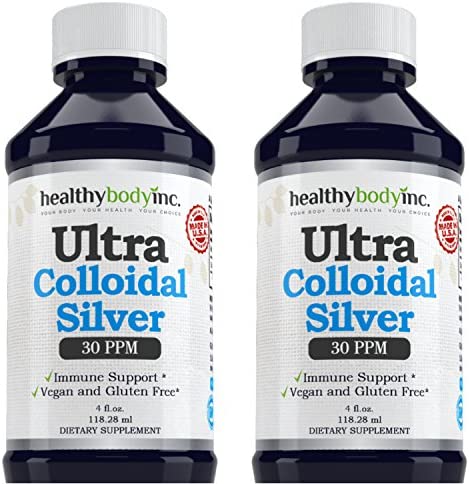 healthybodyinc.
YOUR BODY YOUR HEALTH YOUR CHOICE
MADE IN
U.S.A
Ultra
Colloidal
Silver
30 PPM
Immune Support *
Vegan and Gluten Free*
4 fl.oz.
118.28 ml
DIETARY SUPPLEMENT
healthybodyinc.
YOUR BODY YOUR HEALTH YOUR CHOICE
MADE IN
U.S.A
Ultra
Colloidal
Silver
30 PPM
Immune Support *
Vegan and Gluten Free*
4 fl.oz.
118.28 ml
DIETARY SUPPLEMENT